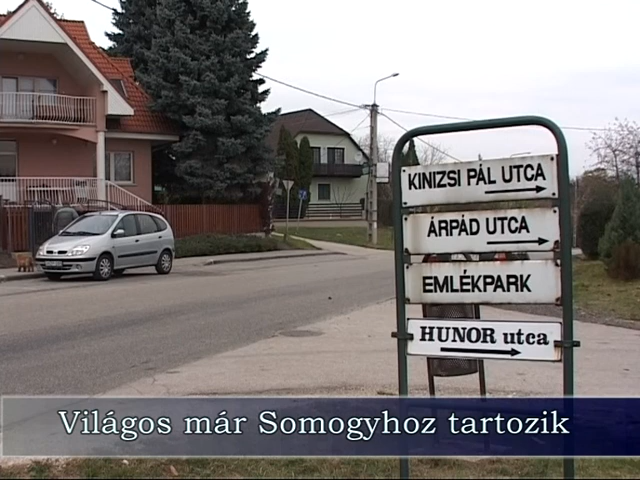 KINIZSI PÁL UTCA
ÁRPÁD UTCA
EMLÉKPARK
HUNOR utca
Világos már Somogyhoz tartozik